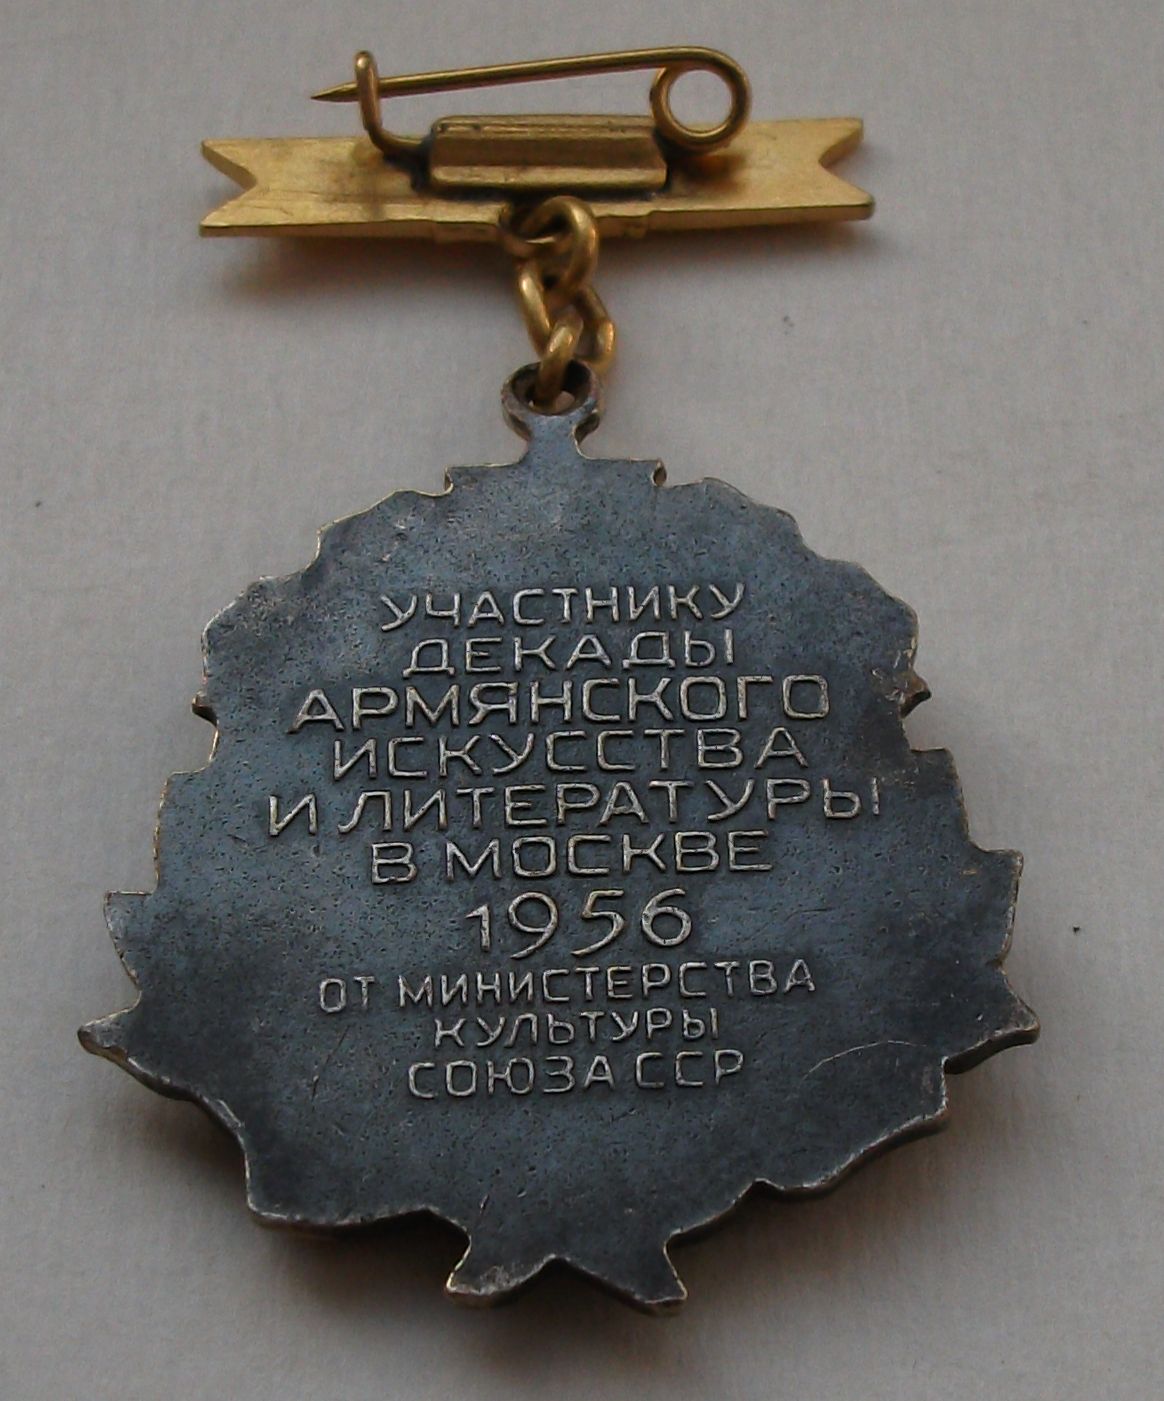 УЧАСТНИКУ
ДЕКАДЫ
АРМЯНСКОГО
ИСКУССТВА
И ЛИТЕРАТУРЫ
В МОСКВЕ
1956
ОТ МИНИСТЕРСТВА
КУЛЬТУРЫ
СОЮЗА ССР